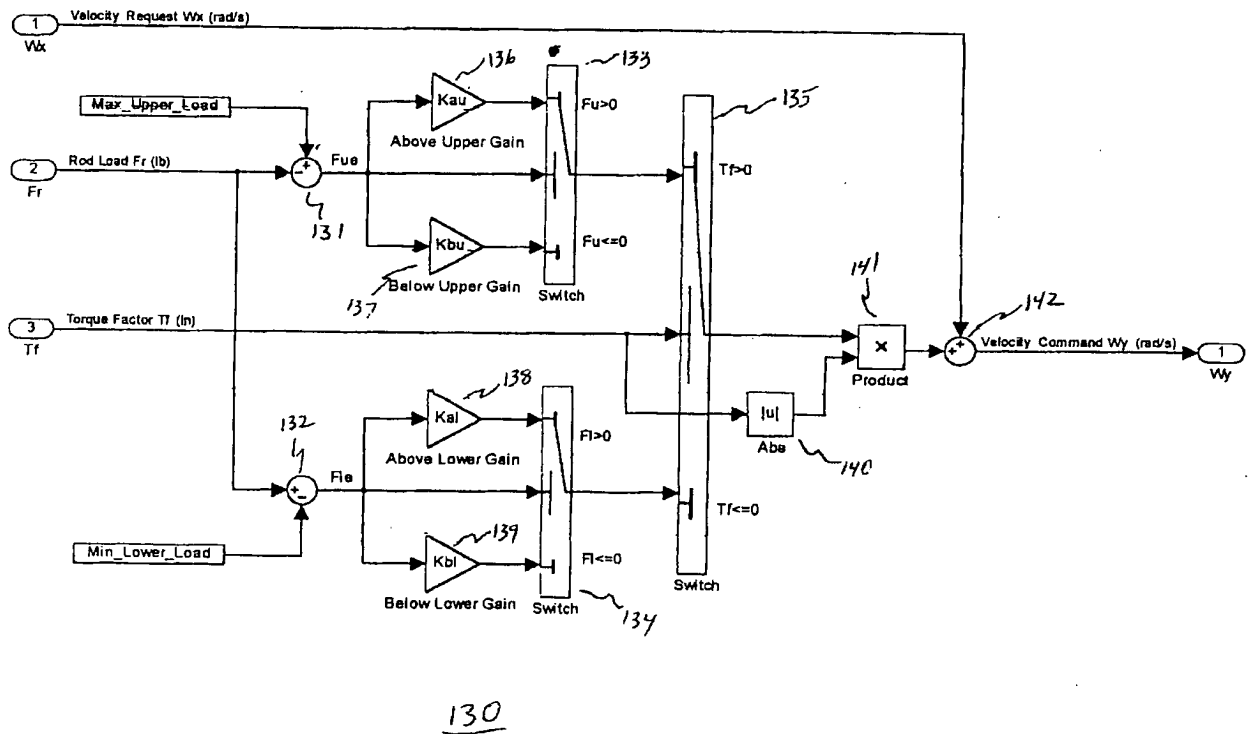 Velocity Request Wx (rad/s)
1
Wx
136
133
135
Max_Upper_Load
Kau
Fu>0
Above Upper Gain
Rod Load Fr (lb)
2
Fr
- +
Fue
Tf>0
131
Kbu
Fu<=0
137
Below Upper Gain
Switch
141
142
Torque Factor Tf (in)
3
Tf
×
Product
+ +
Velocity Command Wy (rad/s)
1
Wy
138
Kal
Fl>0
|u|
Abs
140
132
Above Lower Gain
+ -
Fle
Tf<=0
139
Min_Lower_Load
Kbl
Fl<=0
Below Lower Gain
Switch
134
Switch
130